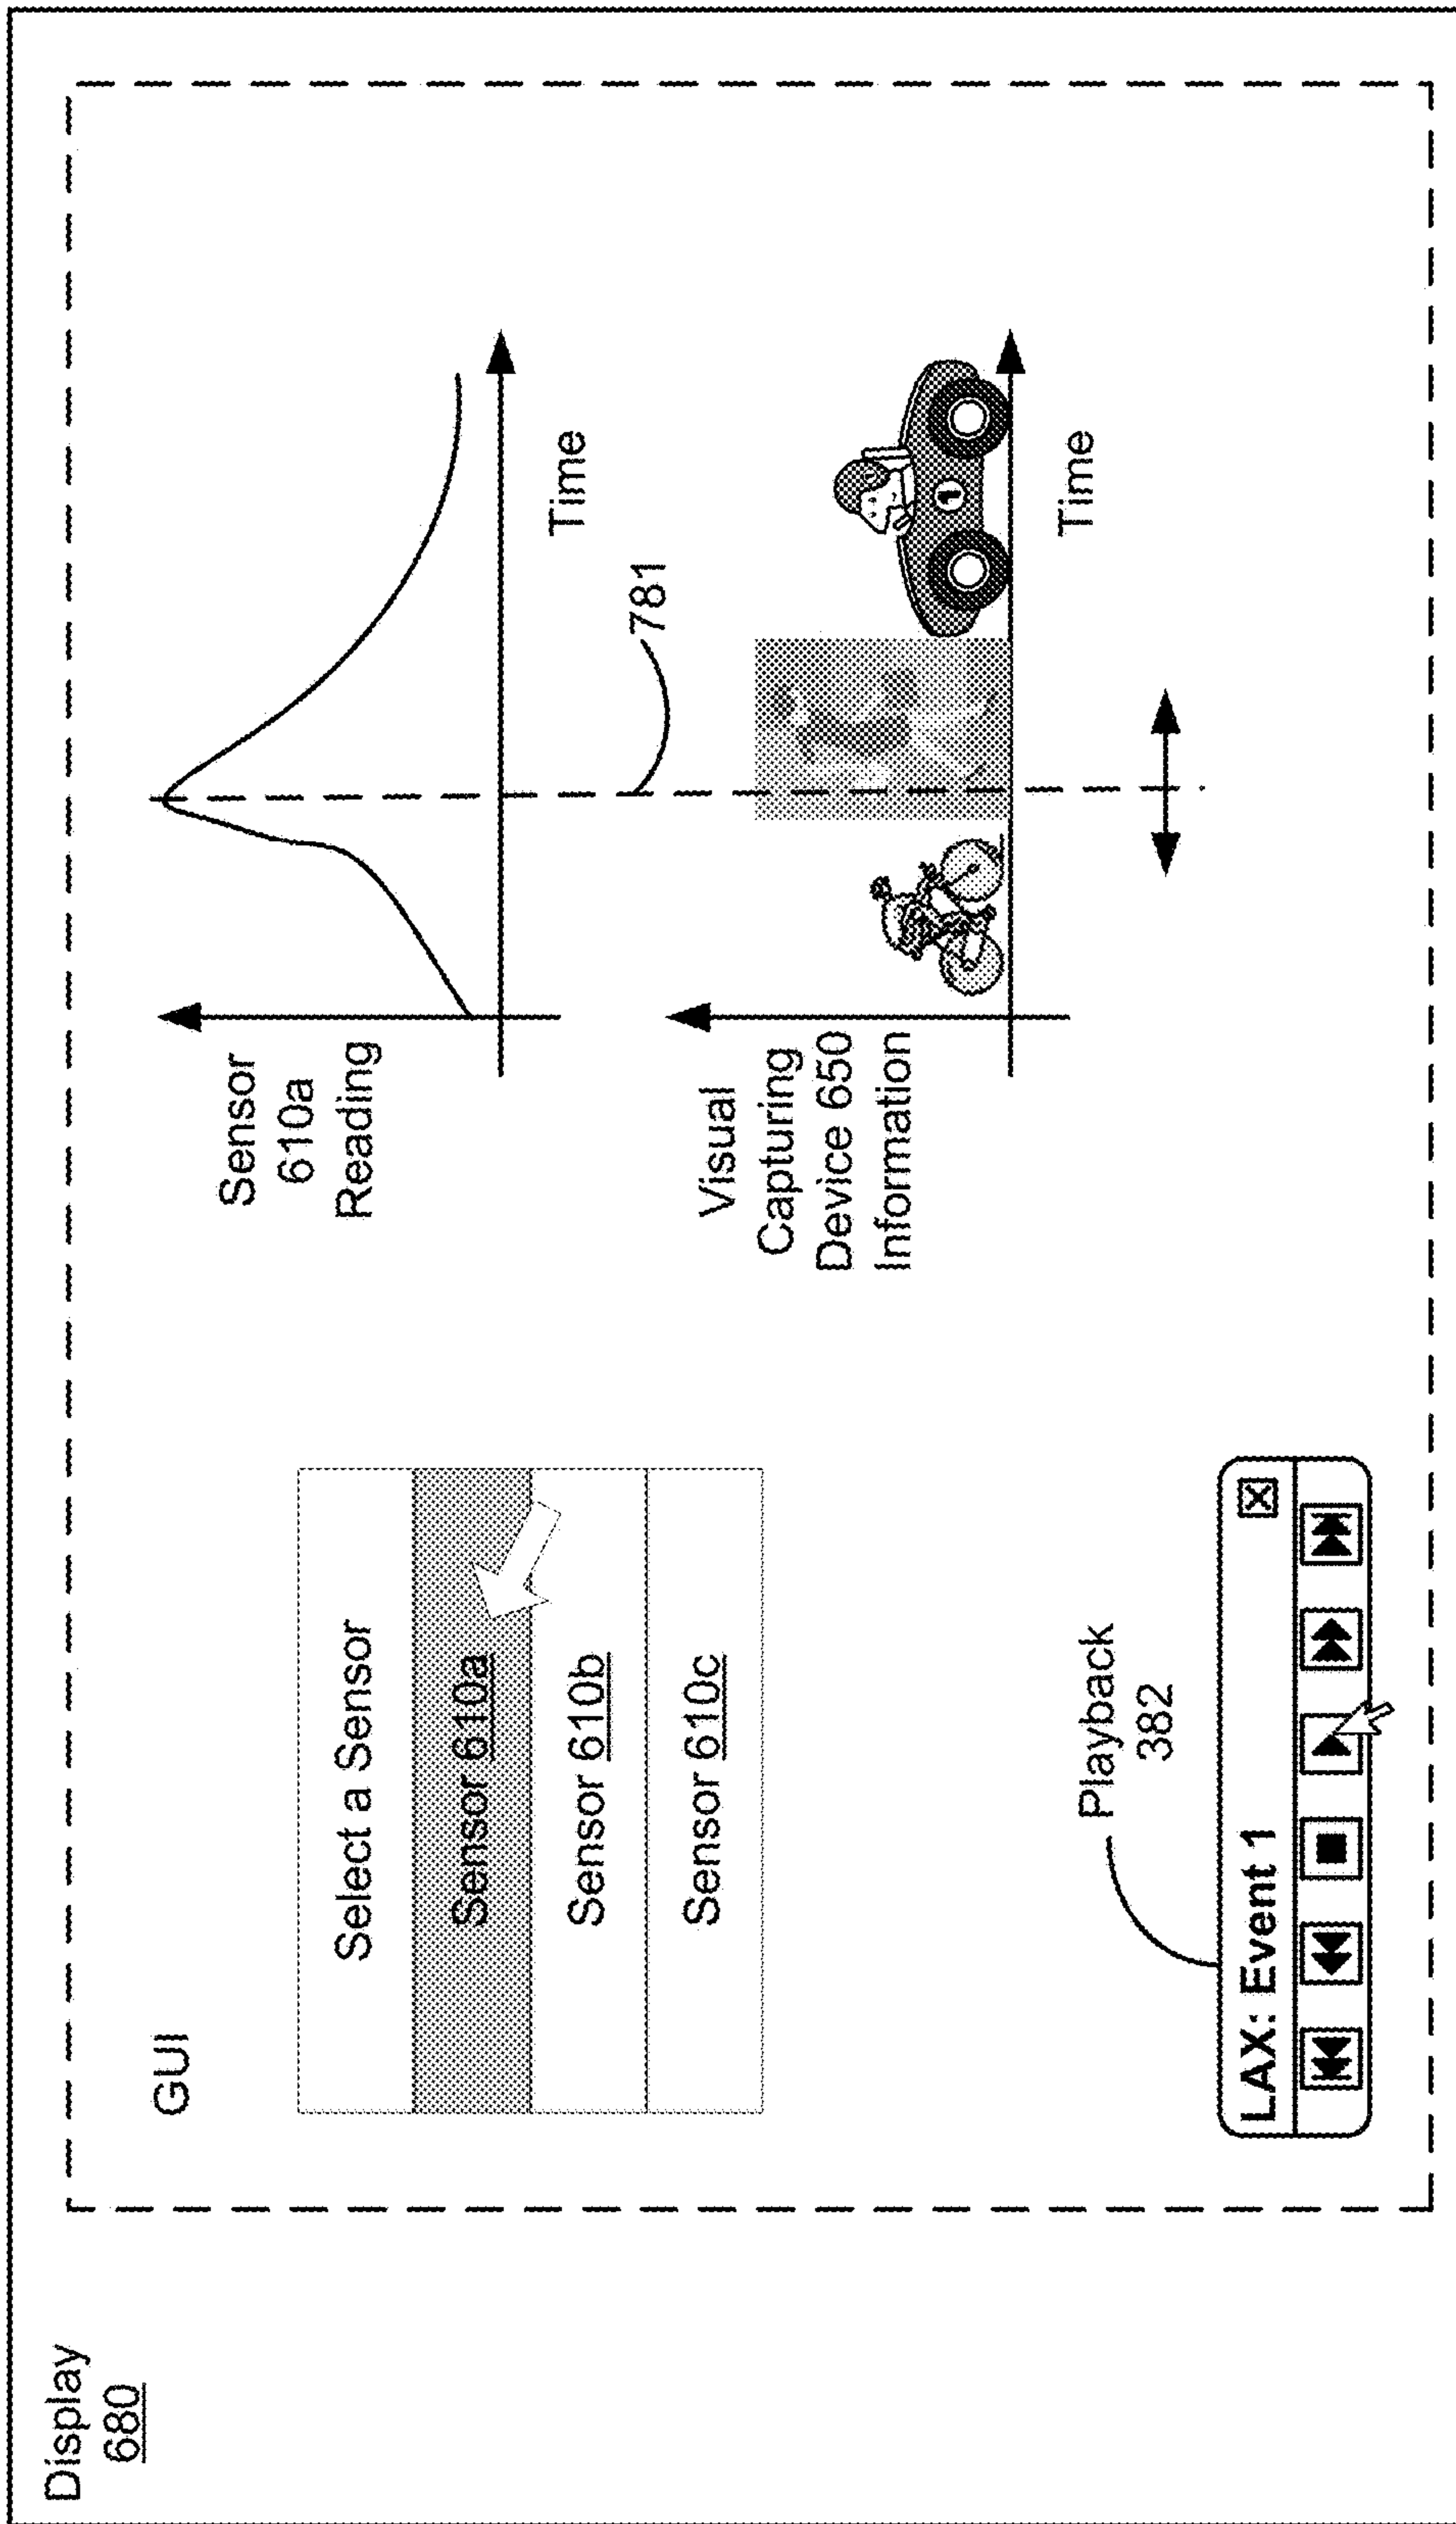 Display
680
GUI
Select a Sensor
Sensor 610a
Sensor 610b
Sensor 610c
Playback
382
LAX: Event 1
Sensor
610a
Reading
Time
781
Visual
Capturing
Device 650
Information
1
Time